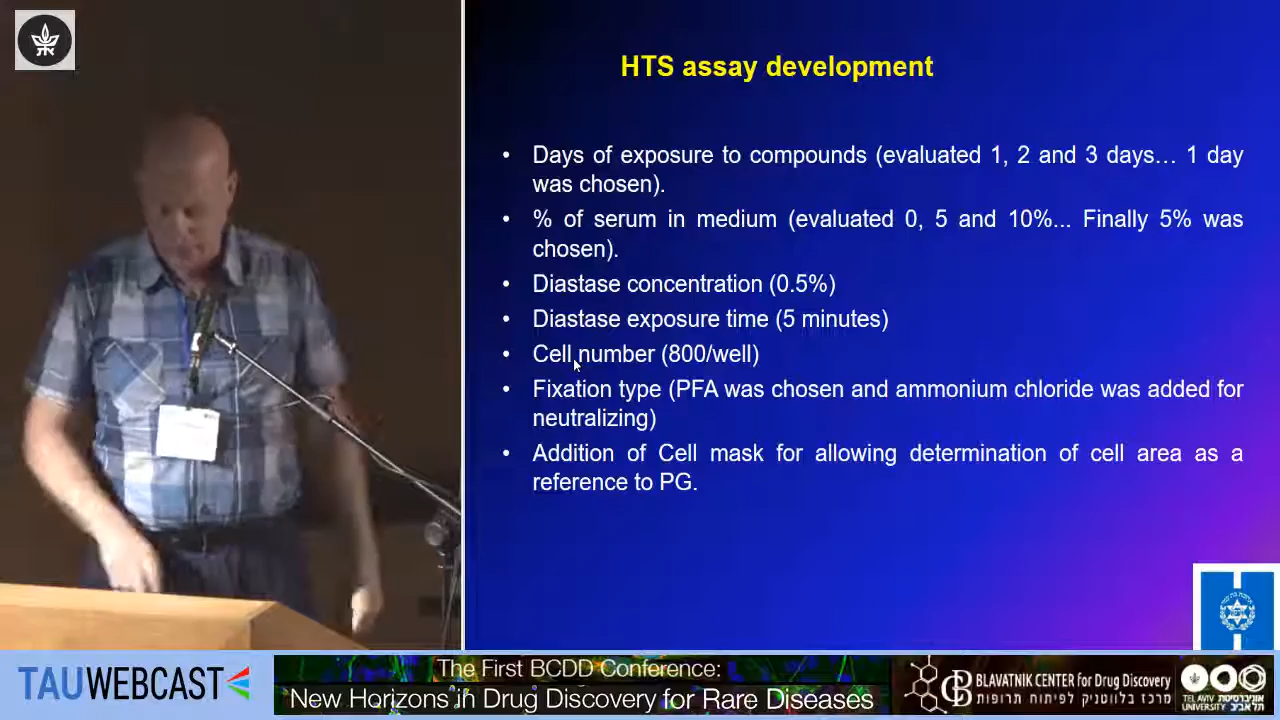 HTS assay development
• Days of exposure to compounds (evaluated 1, 2 and 3 days… 1 day
was chosen).
• % of serum in medium (evaluated 0, 5 and 10%... Finally 5% was
chosen).
• Diastase concentration (0.5%)
• Diastase exposure time (5 minutes)
• Cell number (800/well)
• Fixation type (PFA was chosen and ammonium chloride was added for
neutralizing)
• Addition of Cell mask for allowing determination of cell area as a
reference to PG.
TAUWEBCAST
The First BCDD Conference:
New Horizons in Drug Discovery for Rare Diseases
BLAVATNIK CENTER for Drug Discovery
מרכז בלווטניק לפיתוח תרופות
TEL AVIV
UNIVERSITY
אוניברסיטת
תל אביב